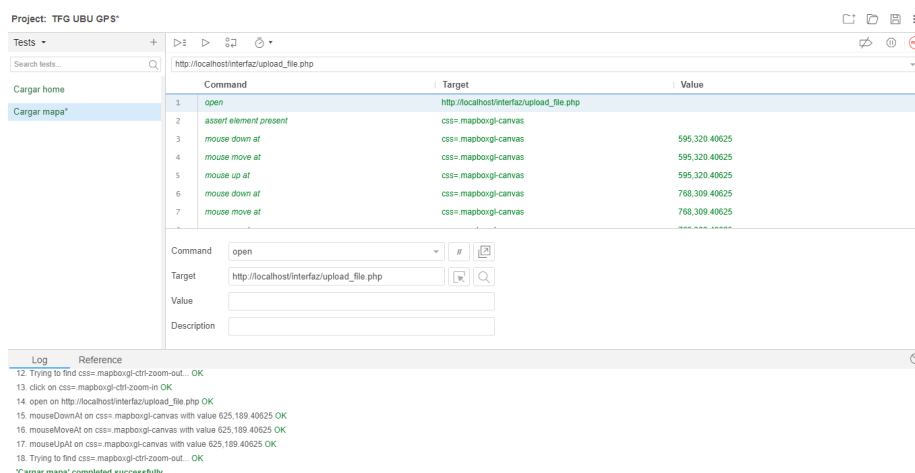 Project: TFG UBU GPS*
Tests
Search tests...
http://localhost/interfaz/upload_file.php
Cargar home
Cargar mapa*
Command Target Value
1 open http://localhost/interfaz/upload_file.php
2 assert element present css=.mapboxgl-canvas
3 mouse down at css=.mapboxgl-canvas 595,320.40625
4 mouse move at css=.mapboxgl-canvas 595,320.40625
5 mouse up at css=.mapboxgl-canvas 595,320.40625
6 mouse down at css=.mapboxgl-canvas 768,309.40625
7 mouse move at css=.mapboxgl-canvas 768,309.40625
Command open //
Target http://localhost/interfaz/upload_file.php
Value
Description
Log Reference
12. Trying to find css=.mapboxgl-ctrl-zoom-out... OK
13. click on css=.mapboxgl-ctrl-zoom-in OK
14. open on http://localhost/interfaz/upload_file.php OK
15. mouseDownAt on css=.mapboxgl-canvas with value 625,189.40625 OK
16. mouseMoveAt on css=.mapboxgl-canvas with value 625,189.40625 OK
17. mouseUpAt on css=.mapboxgl-canvas with value 625,189.40625 OK
18. Trying to find css=.mapboxgl-ctrl-zoom-out... OK
'Cargar mapa' completed successfully